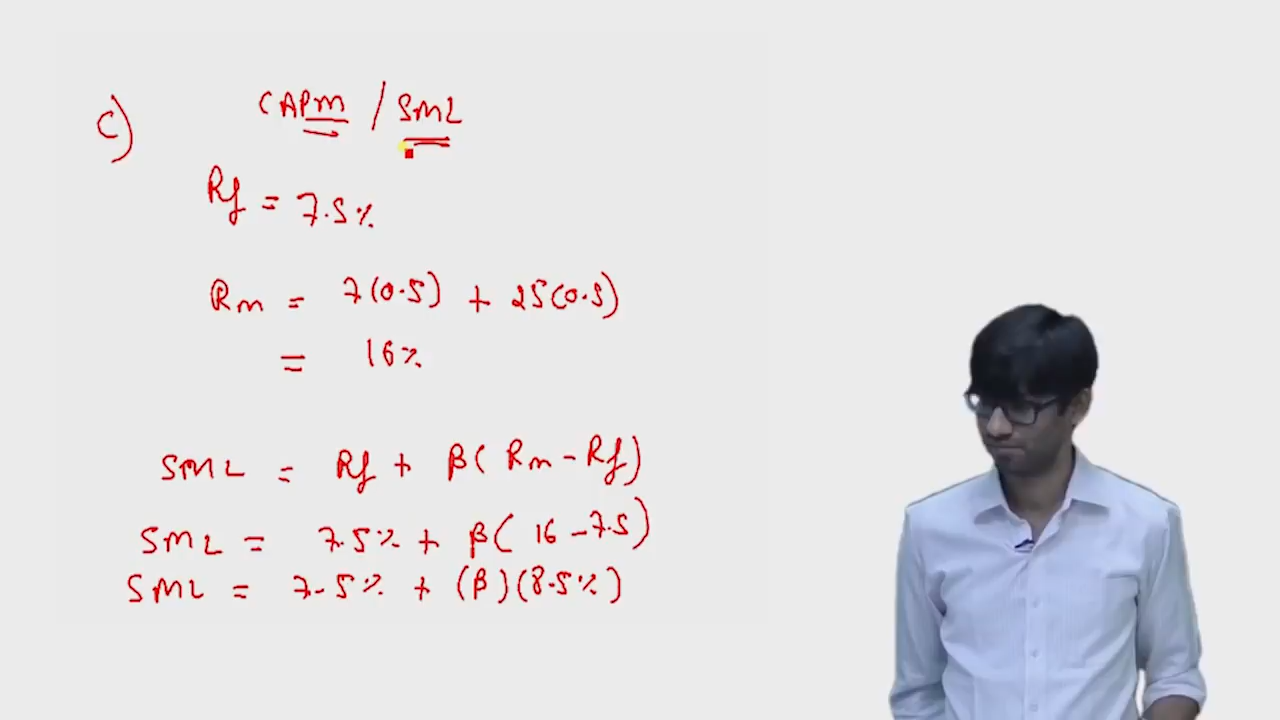 c) CAPM / SML
Rf = 7.5%
Rm = 7(0.5) + 25(0.5)
= 16%
SML = Rf + β( Rm - Rf)
SML = 7.5% + β( 16 - 7.5)
SML = 7.5% + (β)(8.5%)